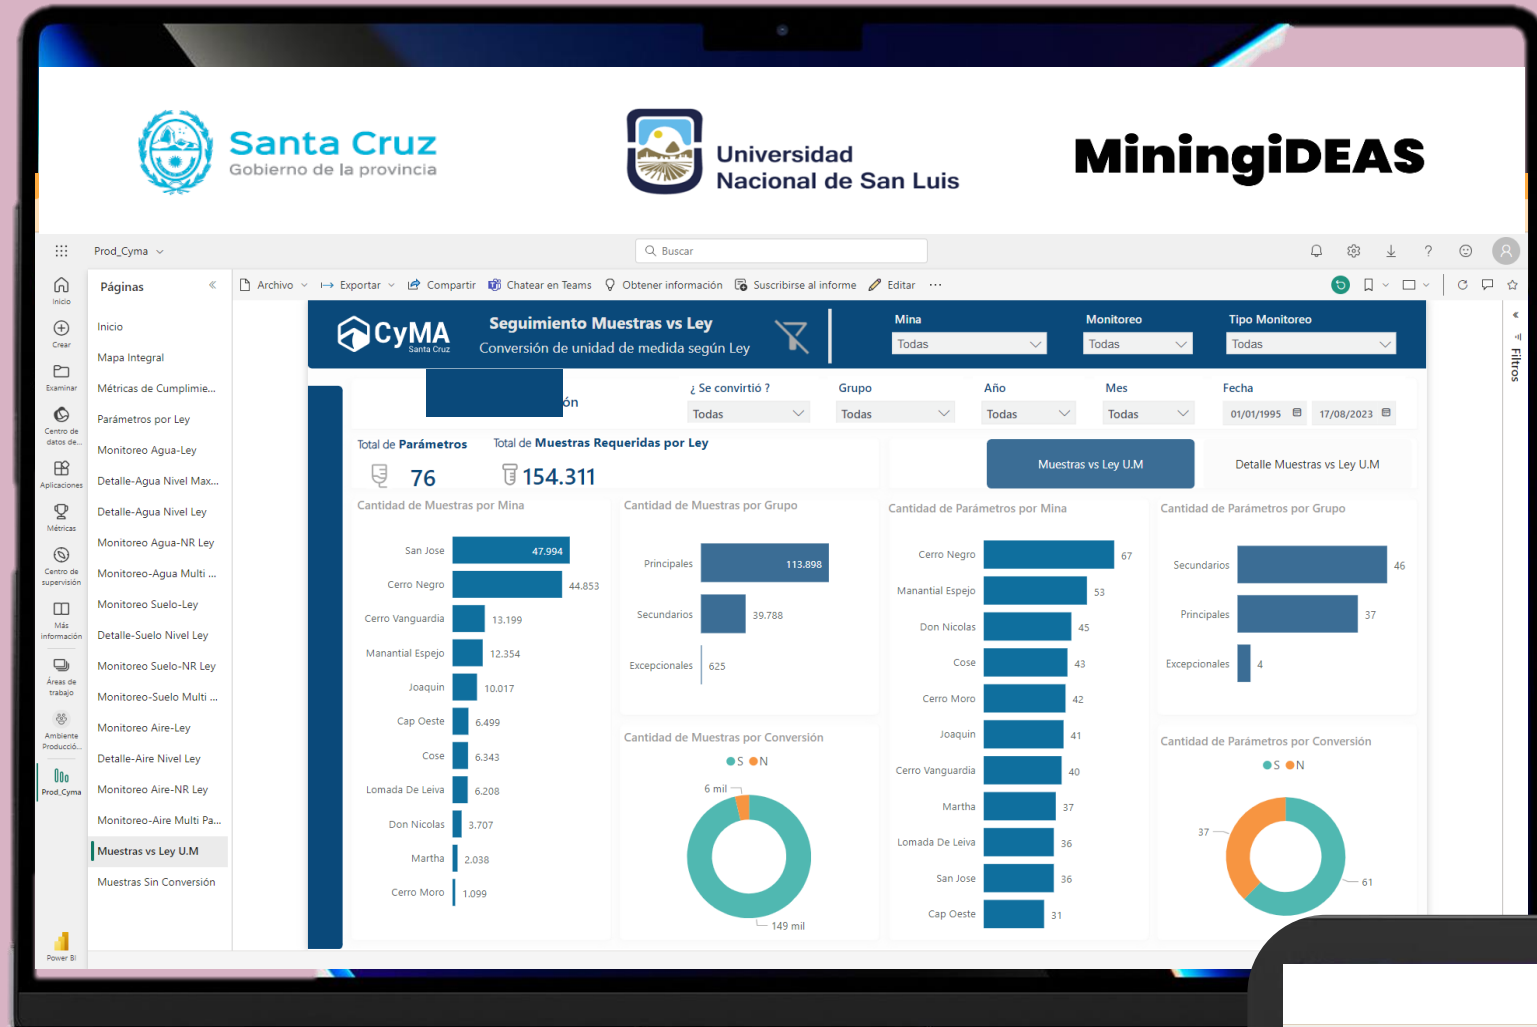 Santa Cruz
Gobierno de la provincia
Universidad
Nacional de San Luis
MiningiDEAS
Prod_Cyma
Buscar
Inicio
Crear
Examinar
Centro de
datos de...
Aplicaciones
Métricas
Centro de
supervisión
Más
información
Áreas de
trabajo
Ambiente
Producció...
Prod_Cyma
Power BI
Páginas
Inicio
Mapa Integral
Métricas de Cumplimie...
Parámetros por Ley
Monitoreo Agua-Ley
Detalle-Agua Nivel Max...
Detalle-Agua Nivel Ley
Monitoreo Agua-NR Ley
Monitoreo-Agua Multi ...
Monitoreo Suelo-Ley
Detalle-Suelo Nivel Ley
Monitoreo Suelo-NR Ley
Monitoreo-Suelo Multi ...
Monitoreo Aire-Ley
Detalle-Aire Nivel Ley
Monitoreo Aire-NR Ley
Monitoreo-Aire Multi Pa...
Muestras vs Ley U.M
Muestras Sin Conversión
Archivo Exportar Compartir Chatear en Teams Obtener información Suscribirse al informe Editar ...
Filtros
CyMA
Santa Cruz
Seguimiento Muestras vs Ley
Conversión de unidad de medida según Ley
Mina
Todas
Monitoreo
Todas
Tipo Monitoreo
Todas
ón
¿ Se convirtió ?
Todas
Grupo
Todas
Año
Todas
Mes
Todas
Fecha
01/01/1995 17/08/2023
Total de Parámetros
76
Total de Muestras Requeridas por Ley
154.311
Muestras vs Ley U.M
Detalle Muestras vs Ley U.M
Cantidad de Muestras por Mina
San Jose 47.994
Cerro Negro 44.853
Cerro Vanguardia 13.199
Manantial Espejo 12.354
Joaquin 10.017
Cap Oeste 6.499
Cose 6.343
Lomada De Leiva 6.208
Don Nicolas 3.707
Martha 2.038
Cerro Moro 1.099
Cantidad de Muestras por Grupo
Principales 113.898
Secundarios 39.788
Excepcionales 625
Cantidad de Muestras por Conversión
S N
6 mil
149 mil
Cantidad de Parámetros por Mina
Cerro Negro 67
Manantial Espejo 53
Don Nicolas 45
Cose 43
Cerro Moro 42
Joaquin 41
Cerro Vanguardia 40
Martha 37
Lomada De Leiva 36
San Jose 36
Cap Oeste 31
Cantidad de Parámetros por Grupo
Secundarios 46
Principales 37
Excepcionales 4
Cantidad de Parámetros por Conversión
S N
37
61